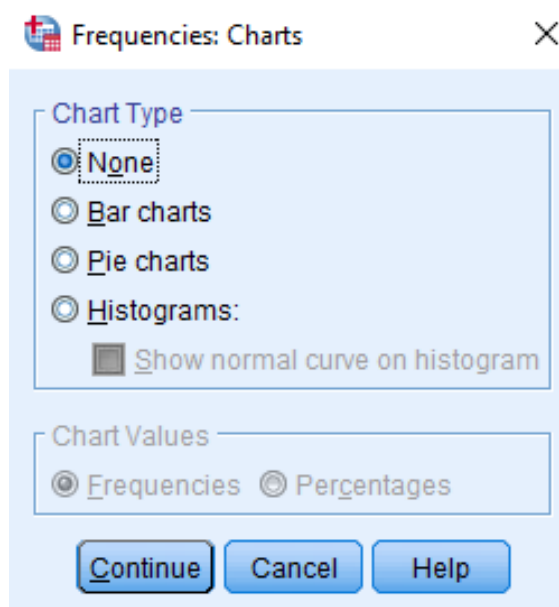 Frequencies: Charts
Chart Type
None
Bar charts
Pie charts
Histograms:
Show normal curve on histogram
Chart Values
Frequencies Percentages
Continue Cancel Help